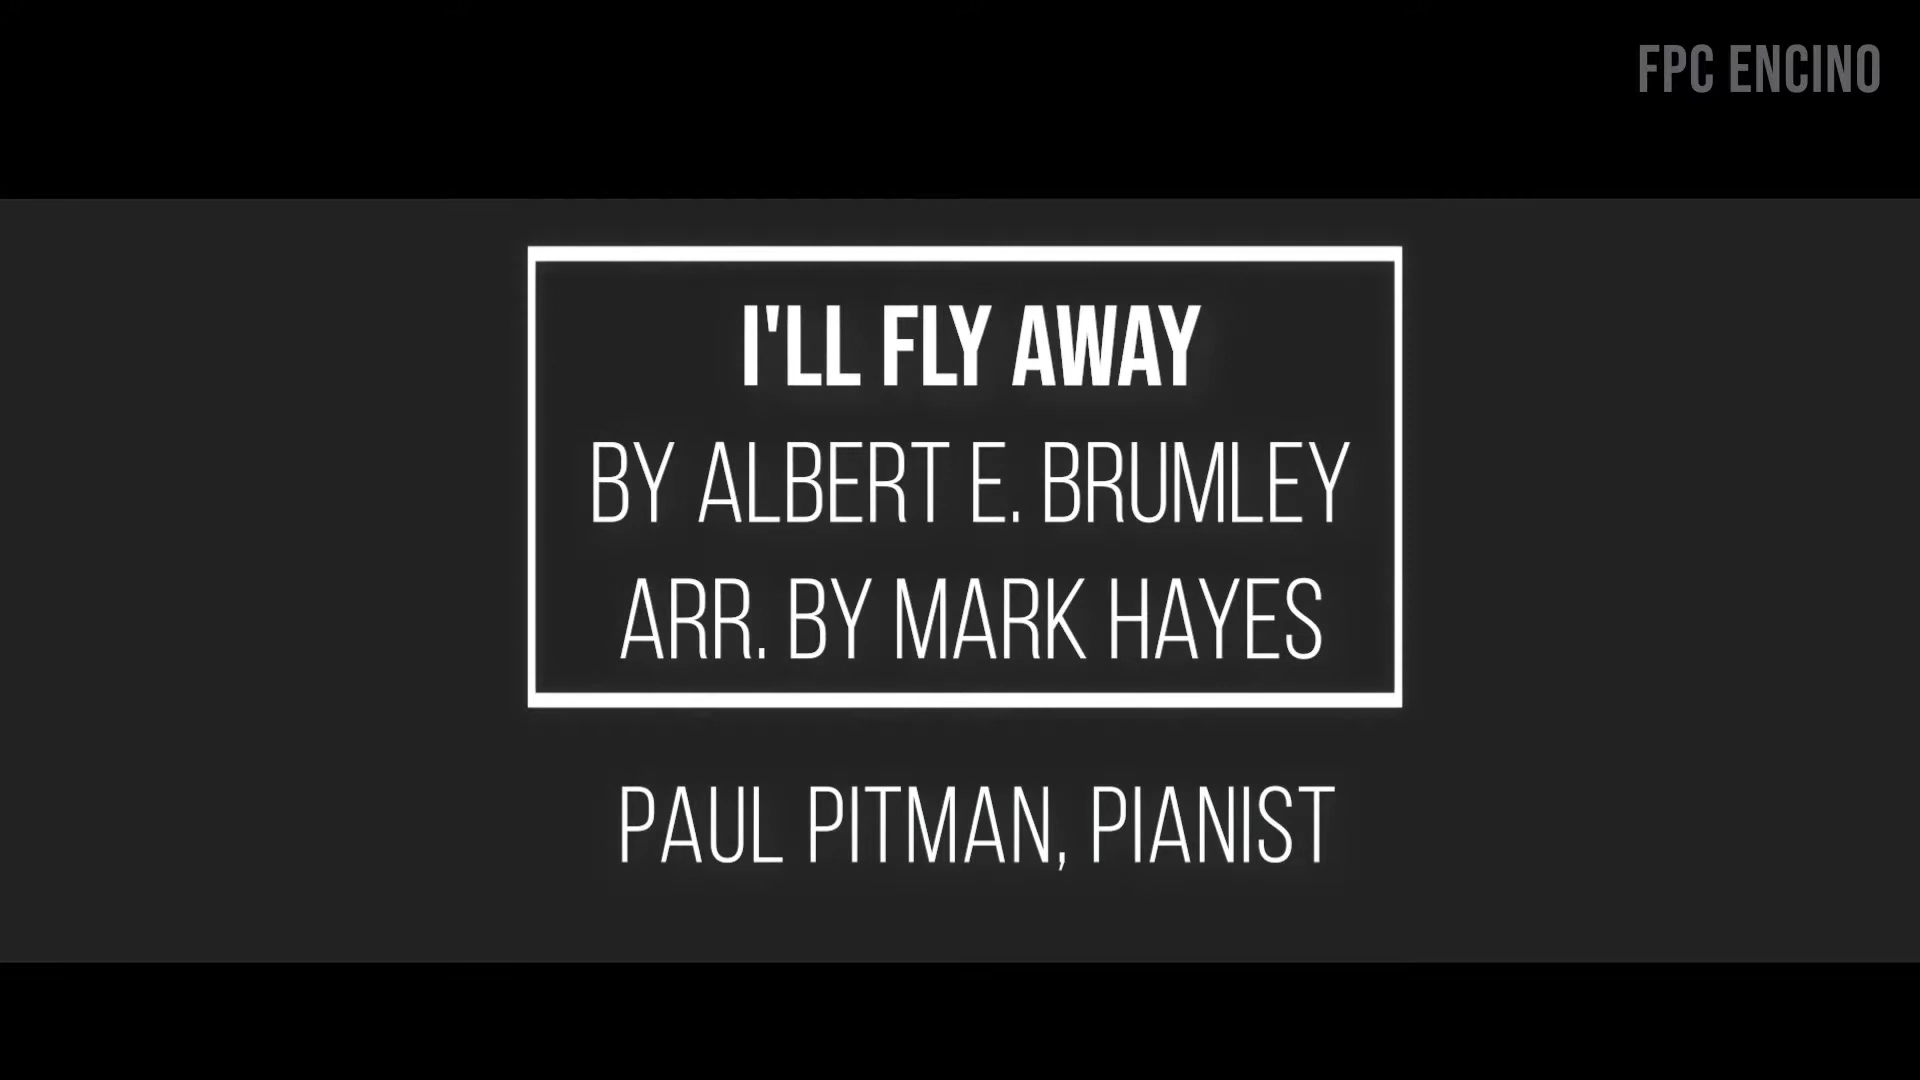 FPC ENCINO
I'LL FLY AWAY
BY ALBERT E. BRUMLEY
ARR. BY MARK HAYES
PAUL PITMAN, PIANIST